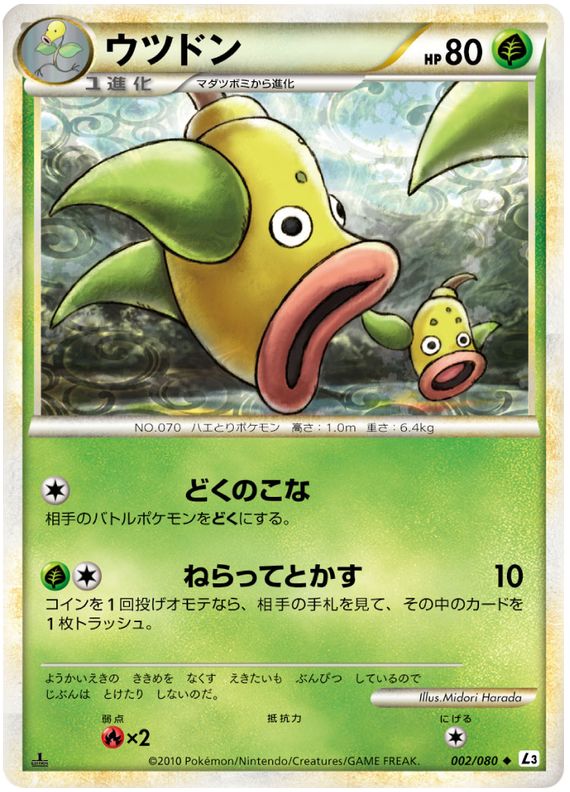 ウツドン HP80
1進化 マダツボミから進化
NO.070 ハエとりポケモン 高さ:1.0m 重さ:6.4kg
どくのこな
相手のバトルポケモンをどくにする。
ねらってとかす 10
コインを1回投げオモテなら、相手の手札を見て、その中のカードを
1枚トラッシュ。
ようかいえきの ききめを なくす えきたいも ぶんぴつ しているので
じぶんは とけたり しないのだ。
Illus.Midori Harada
弱点 抵抗力 にげる
×2
1 EDITION
©2010 Pokémon/Nintendo/Creatures/GAME FREAK. 002/080 ◆ L3